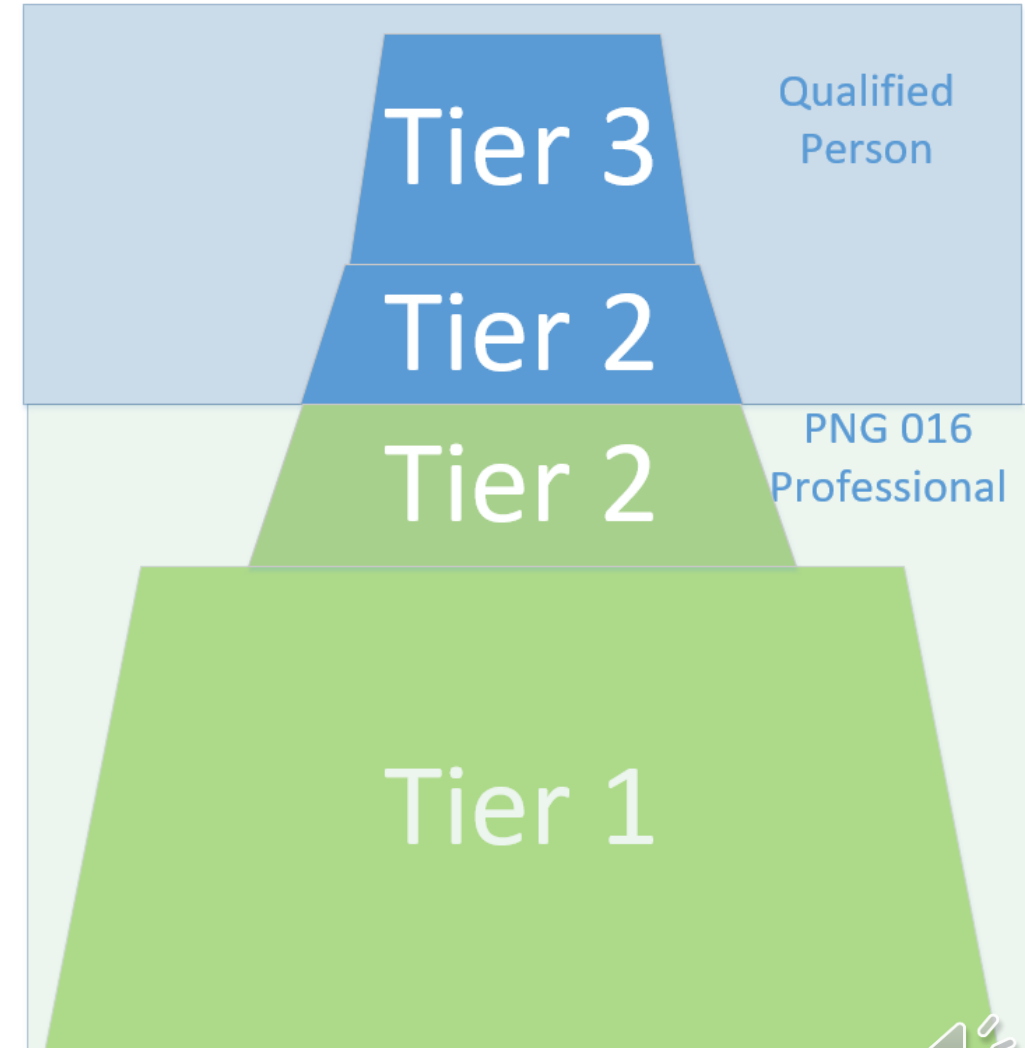 Tier 3
Qualified
Person
Tier 2
PNG 016
Professional
Tier 2
Tier 1